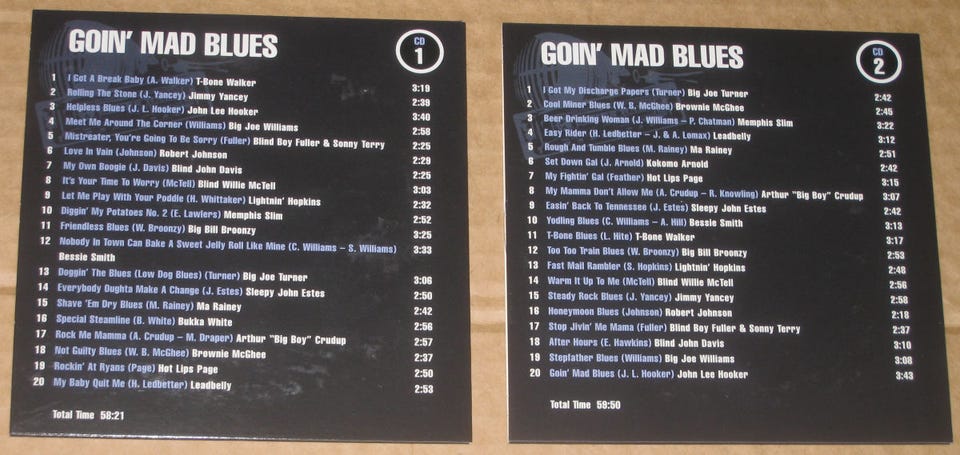 GOIN' MAD BLUES
CD
1
1 I Got A Break Baby (A. Walker) T-Bone Walker 3:19
2 Rolling The Stone (J. Yancey) Jimmy Yancey 2:39
3 Helpless Blues (J. L. Hooker) John Lee Hooker 3:40
4 Meet Me Around The Corner (Williams) Big Joe Williams 2:58
5 Mistreater, You're Going To Be Sorry (Fuller) Blind Boy Fuller & Sonny Terry 2:25
6 Love In Vain (Johnson) Robert Johnson 2:29
7 My Own Boogie (J. Davis) Blind John Davis 2:25
8 It's Your Time To Worry (McTell) Blind Willie McTell 3:03
9 Let Me Play With Your Poddie (H. Whittaker) Lightnin' Hopkins 2:32
10 Diggin' My Potatoes No. 2 (E. Lawlers) Memphis Slim 2:52
11 Friendless Blues (W. Broonzy) Big Bill Broonzy 3:25
12 Nobody In Town Can Bake A Sweet Jelly Roll Like Mine (C. Williams – S. Williams) 3:33
Bessie Smith
13 Doggin' The Blues (Low Dog Blues) (Turner) Big Joe Turner 3:06
14 Everybody Oughta Make A Change (J. Estes) Sleepy John Estes 2:50
15 Shave 'Em Dry Blues (M. Rainey) Ma Rainey 2:42
16 Special Steamline (B. White) Bukka White 2:56
17 Rock Me Mamma (A. Crudup – M. Draper) Arthur "Big Boy" Crudup 2:57
18 Not Guilty Blues (W. B. McGhee) Brownie McGhee 2:37
19 Rockin' At Ryans (Page) Hot Lips Page 2:50
20 My Baby Quit Me (H. Ledbetter) Leadbelly 2:53
Total Time 58:21
GOIN' MAD BLUES
CD
2
1 I Got My Discharge Papers (Turner) Big Joe Turner 2:42
2 Cool Miner Blues (W. B. McGhee) Brownie McGhee 2:45
3 Beer Drinking Woman (J. Williams – P. Chatman) Memphis Slim 3:22
4 Easy Rider (H. Ledbetter – J. & A. Lomax) Leadbelly 3:12
5 Rough And Tumble Blues (M. Rainey) Ma Rainey 2:51
6 Set Down Gal (J. Arnold) Kokomo Arnold 2:42
7 My Fightin' Gal (Feather) Hot Lips Page 3:15
8 My Mamma Don't Allow Me (A. Crudup – R. Knowling) Arthur "Big Boy" Crudup 3:07
9 Easin' Back To Tennessee (J. Estes) Sleepy John Estes 2:42
10 Yodling Blues (C. Williams – A. Hill) Bessie Smith 3:13
11 T-Bone Blues (L. Hite) T-Bone Walker 3:17
12 Too Too Train Blues (W. Broonzy) Big Bill Broonzy 2:53
13 Fast Mail Rambler (S. Hopkins) Lightnin' Hopkins 2:48
14 Warm It Up To Me (McTell) Blind Willie McTell 2:56
15 Steady Rock Blues (J. Yancey) Jimmy Yancey 2:58
16 Honeymoon Blues (Johnson) Robert Johnson 2:18
17 Stop Jivin' Me Mama (Fuller) Blind Boy Fuller & Sonny Terry 2:37
18 After Hours (E. Hawkins) Blind John Davis 3:10
19 Stepfather Blues (Williams) Big Joe Williams 3:08
20 Goin' Mad Blues (J. L. Hooker) John Lee Hooker 3:43
Total Time 59:50